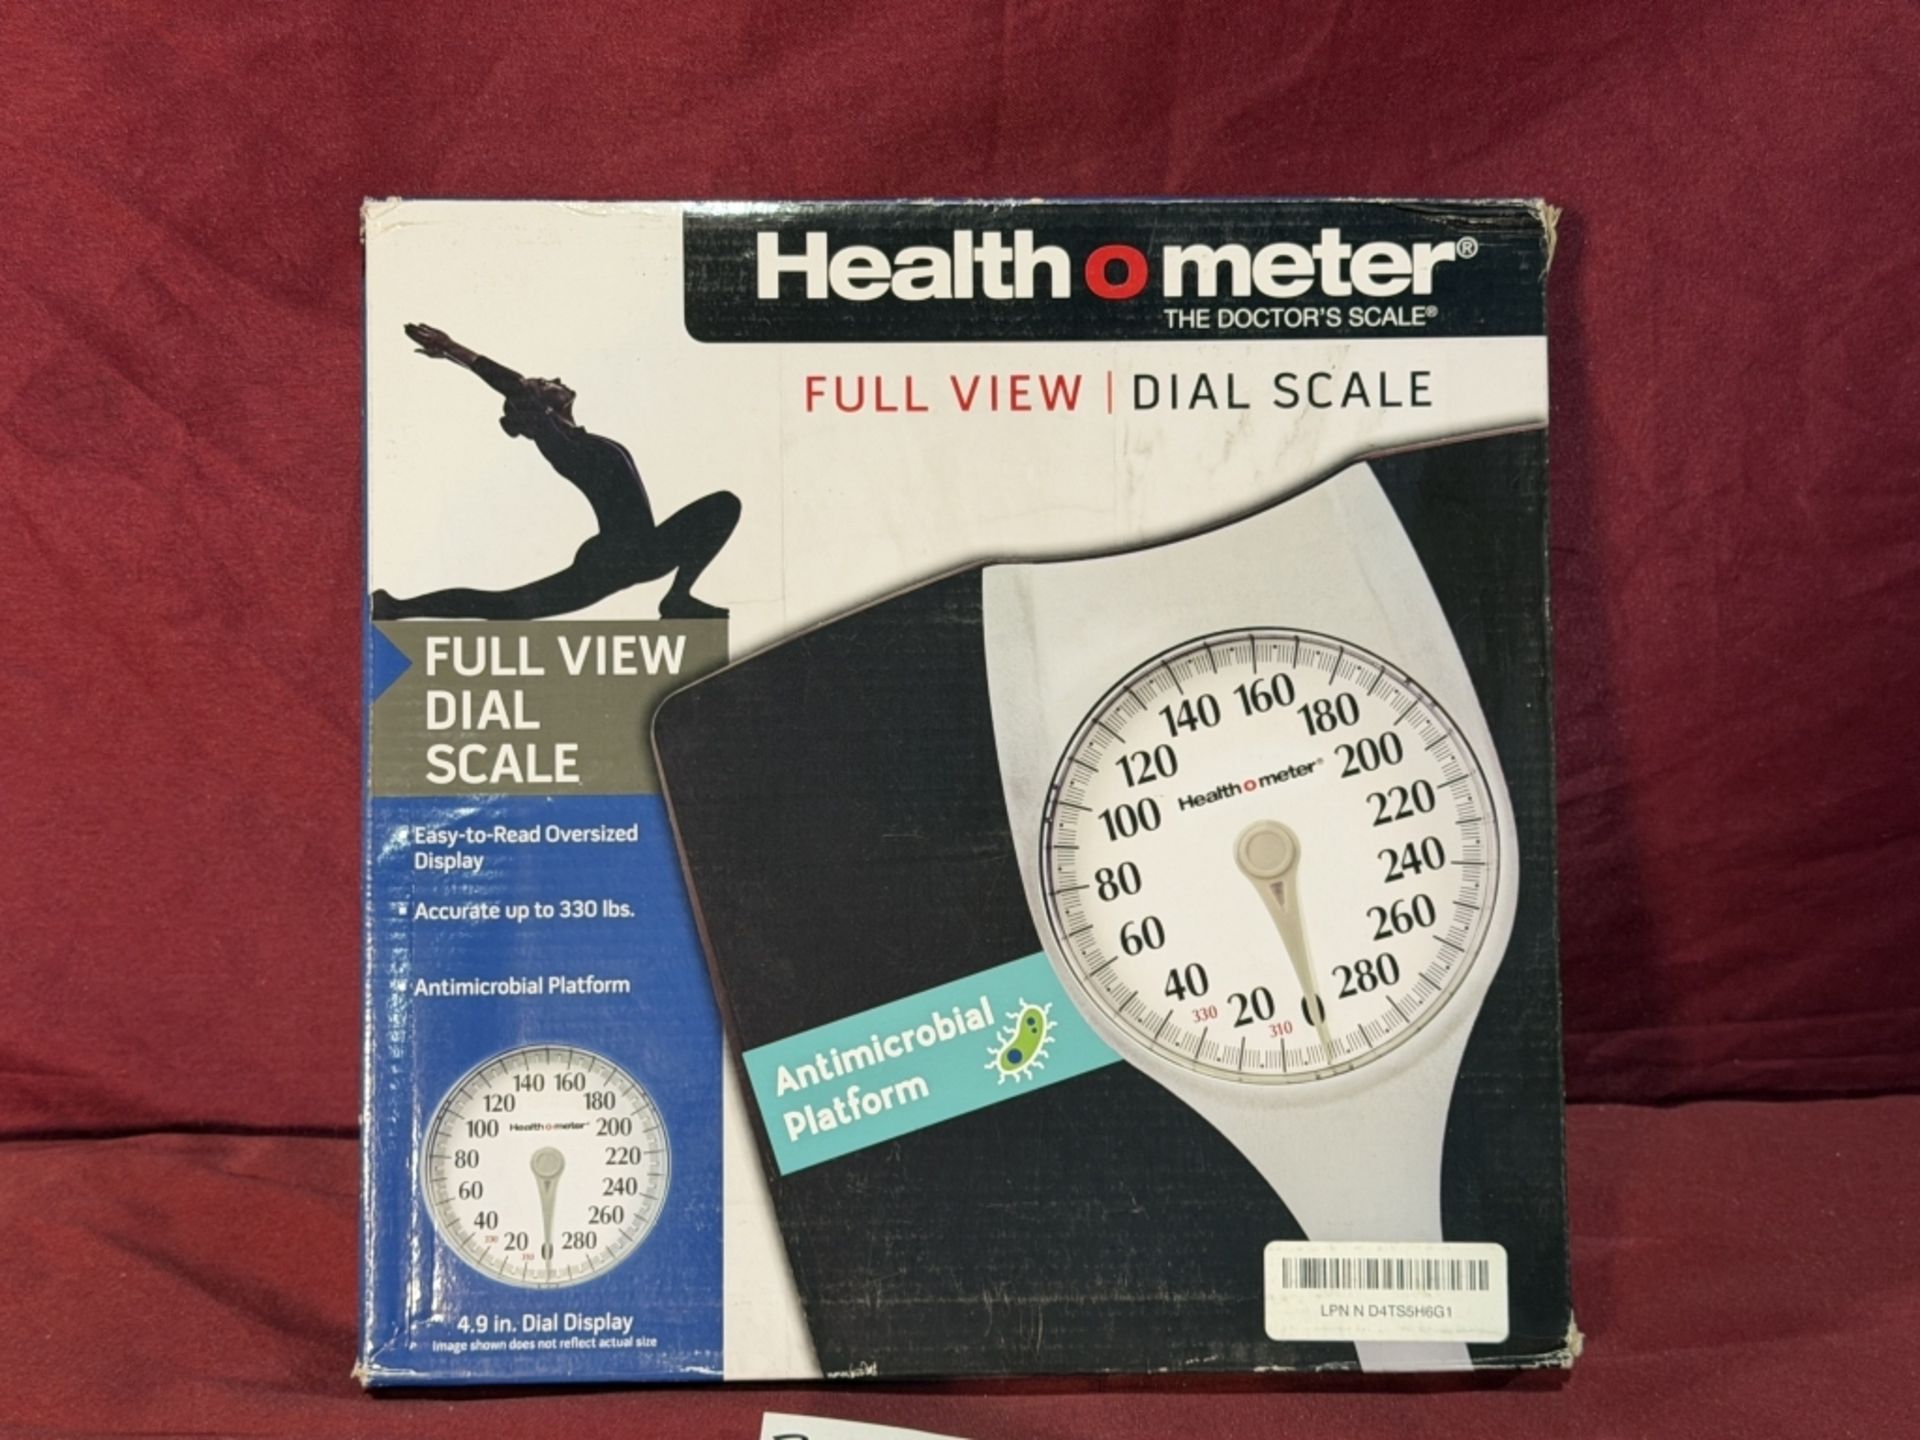 Health o meter®
THE DOCTOR'S SCALE®
FULL VIEW | DIAL SCALE
FULL VIEW
DIAL
SCALE
Easy-to-Read Oversized
Display
Accurate up to 330 lbs.
Antimicrobial Platform
140 160
120 180
100 Health o meter® 200
80 220
60 240
40 260
330 20 310 0 280
4.9 in. Dial Display
Image shown does not reflect actual size
140 160 180
120 200
Health o meter®
100 220
80 240
60 260
40 280
330 20 310 0
Antimicrobial
Platform
LPN N D4TS5H6G1